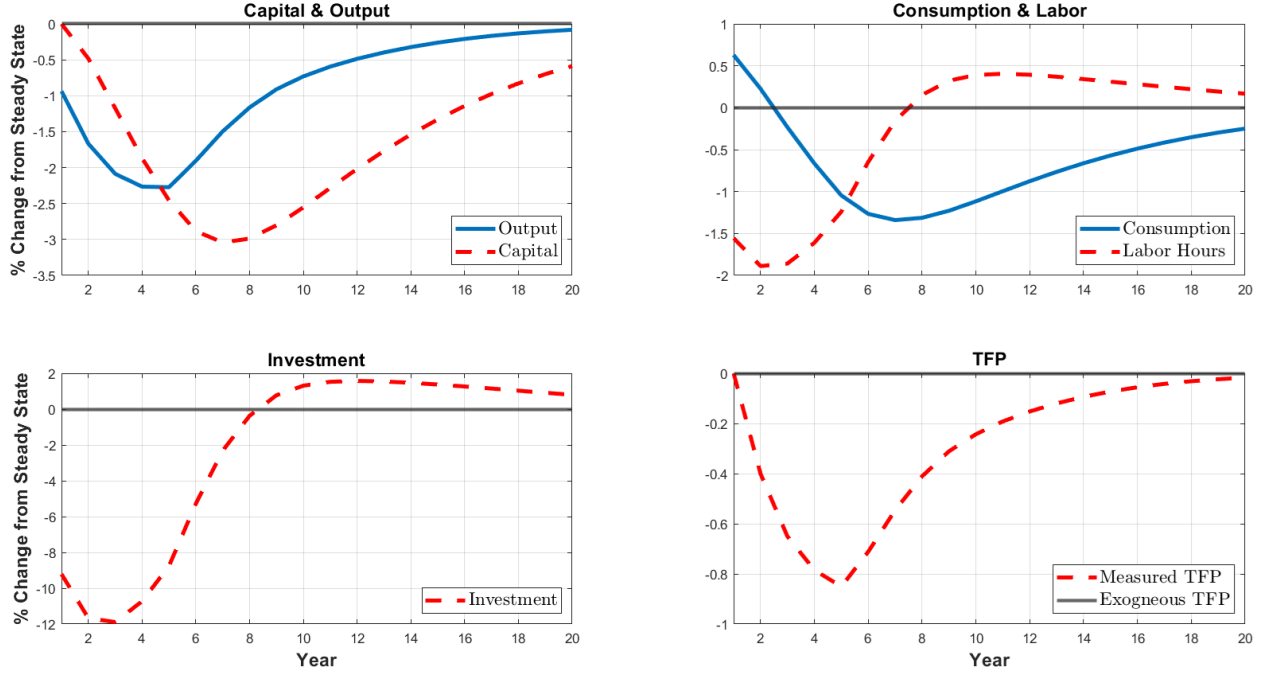 Capital & Output
% Change from Steady State
0
-0.5
-1
-1.5
-2
-2.5
-3
-3.5
2 4 6 8 10 12 14 16 18 20
Output
Capital
Consumption & Labor
1
0.5
0
-0.5
-1
-1.5
-2
2 4 6 8 10 12 14 16 18 20
Consumption
Labor Hours
Investment
% Change from Steady State
2
0
-2
-4
-6
-8
-10
-12
2 4 6 8 10 12 14 16 18 20
Year
Investment
TFP
0
-0.2
-0.4
-0.6
-0.8
-1
2 4 6 8 10 12 14 16 18 20
Year
Measured TFP
Exogneous TFP